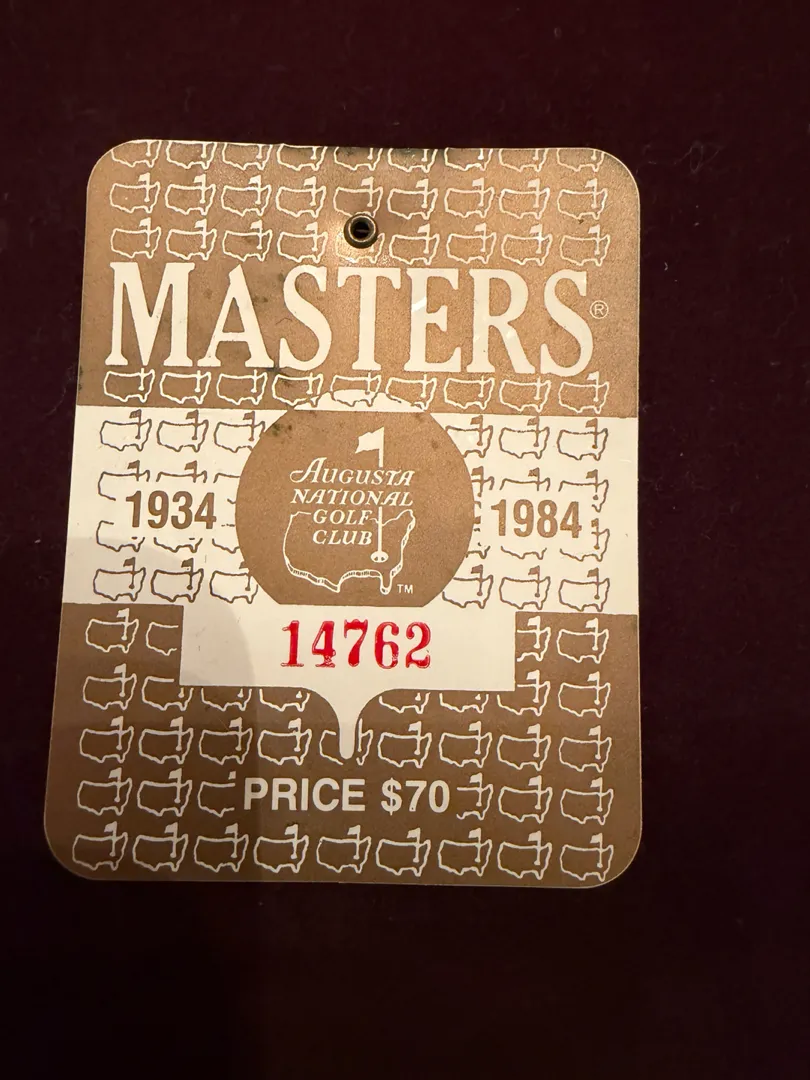 MASTERS®
AUGUSTA
NATIONAL
GOLF
CLUB
TM
1934
1984
14762
PRICE $70